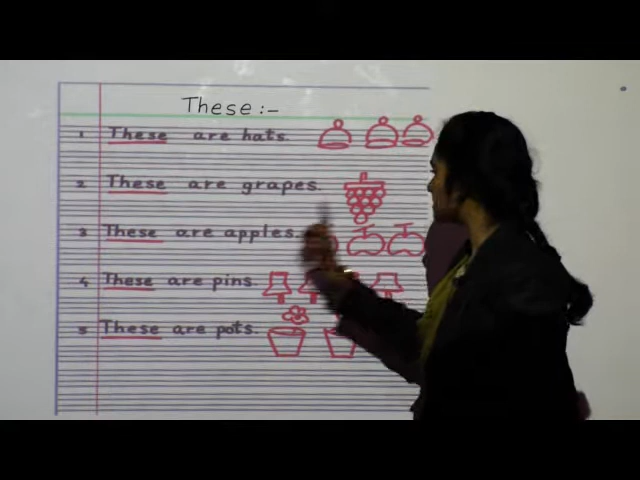 These :-
1 These are hats.
2 These are grapes.
3 These are apples.
4 These are pins.
5 These are pots.